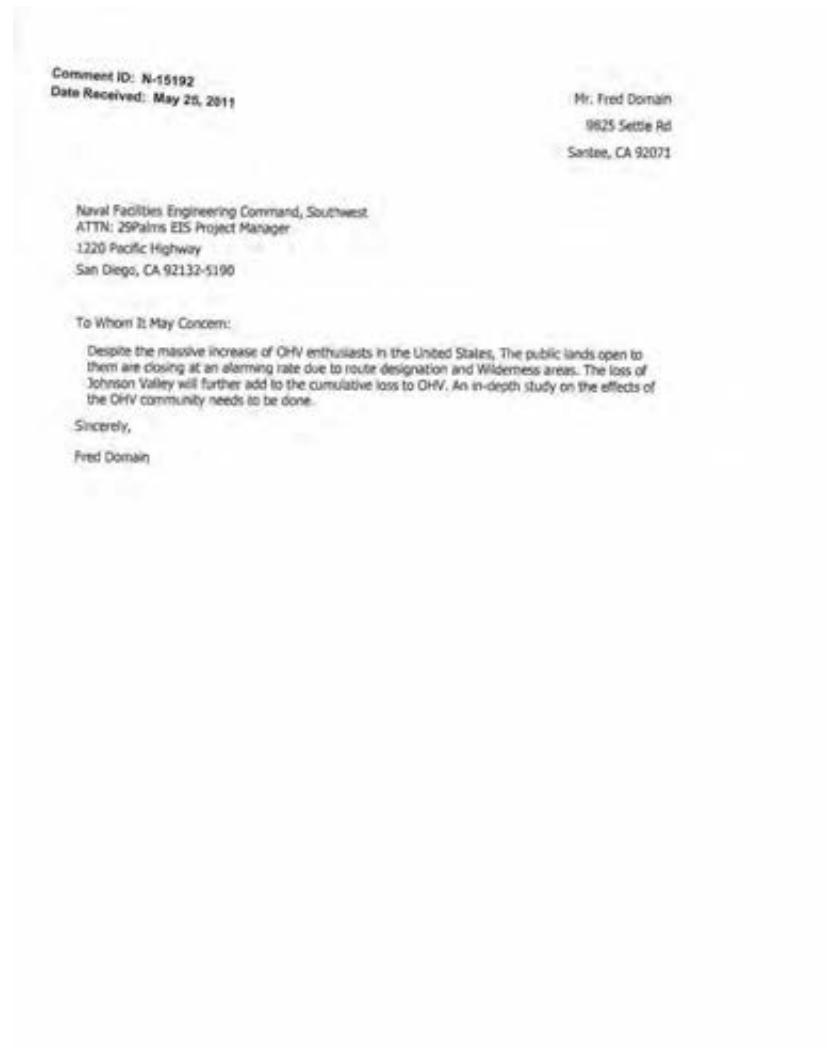 Comment ID: N-15192
Date Received: May 25, 2011
Mr. Fred Domain
9625 Settle Rd
Santee, CA 92071
Naval Facilities Engineering Command, Southwest
ATTN: 29Palms EIS Project Manager
1220 Pacific Highway
San Diego, CA 92132-5190
To Whom It May Concern:
Despite the massive increase of OHV enthusiasts in the United States, The public lands open to
them are closing at an alarming rate due to route designation and Wilderness areas. The loss of
Johnson Valley will further add to the cumulative loss to OHV. An in-depth study on the effects of
the OHV community needs to be done.
Sincerely,
Fred Domain